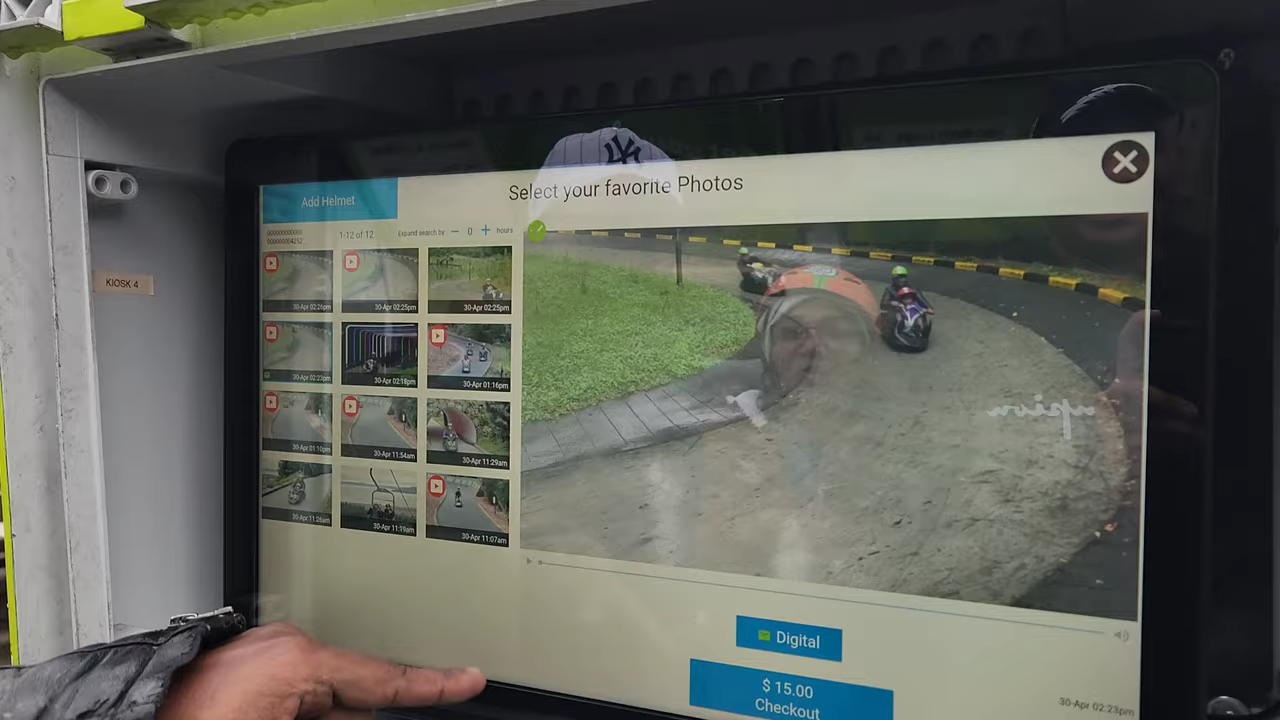 Add Helmet
Select your favorite Photos
000000000000
000000004252
1-12 of 12
Expand search by − 0 + hours
30-Apr 02:26pm
30-Apr 02:25pm
30-Apr 02:25pm
30-Apr 02:23pm
30-Apr 02:18pm
30-Apr 01:16pm
30-Apr 01:10pm
30-Apr 11:54am
30-Apr 11:29am
30-Apr 11:26am
30-Apr 11:19am
30-Apr 11:07am
KIOSK 4
NY
Digital
$ 15.00
Checkout
30-Apr 02:23pm